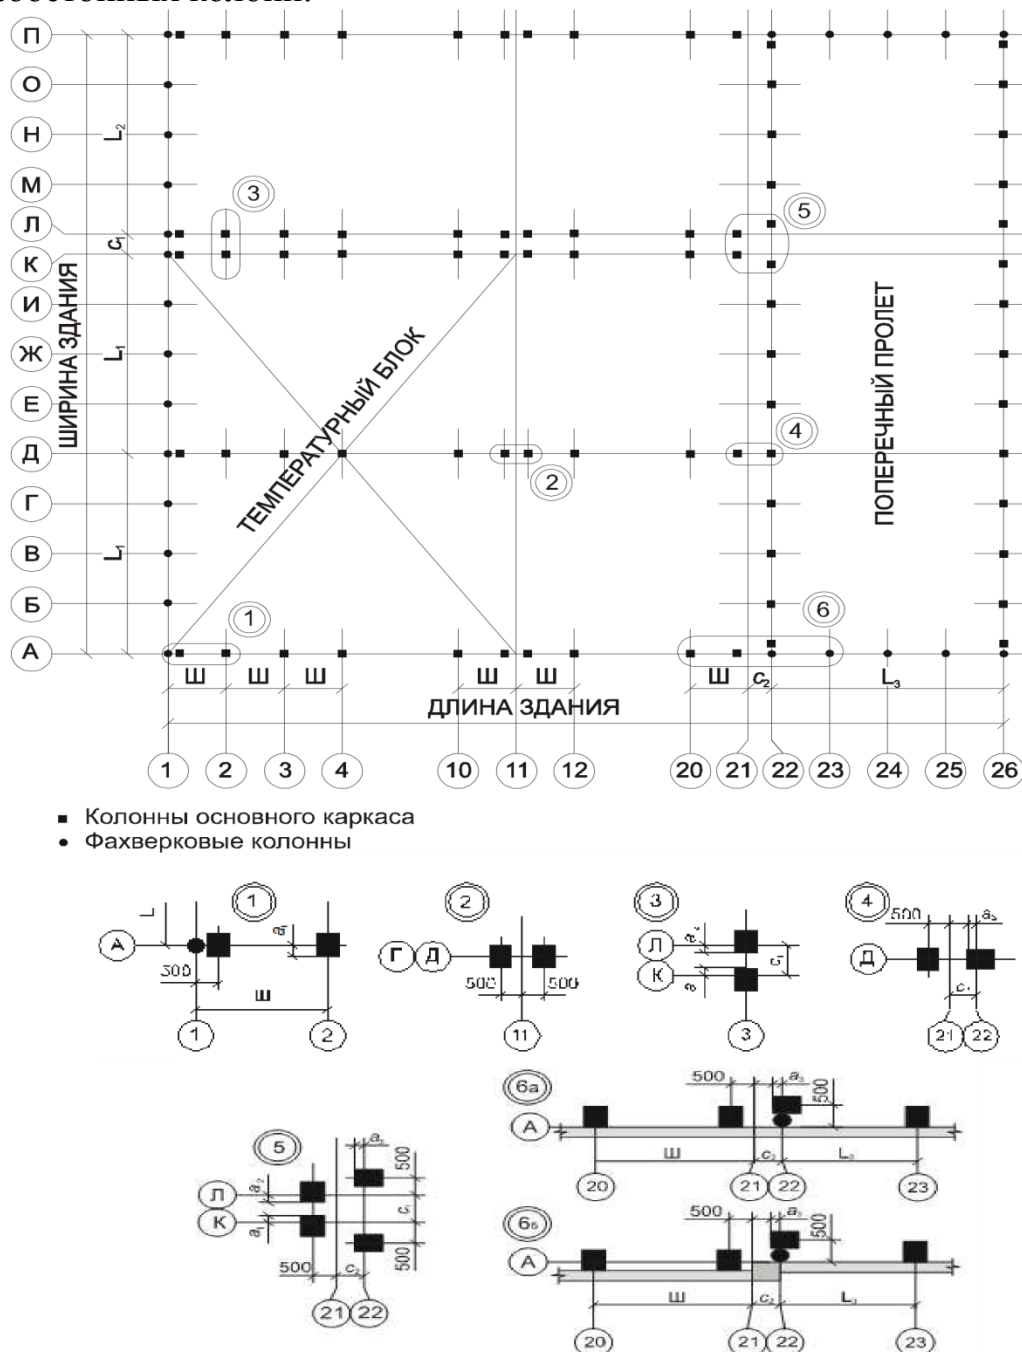 П
О
Н
М
Л
К
И
Ж
Е
Д
Г
В
Б
А
ШИРИНА ЗДАНИЯ
L₂
c₁
L₁
L₁
3
5
4
2
1
6
ТЕМПЕРАТУРНЫЙ БЛОК
ПОПЕРЕЧНЫЙ ПРОЛЕТ
Ш Ш Ш Ш Ш Ш c₂ L₃
ДЛИНА ЗДАНИЯ
1 2 3 4 10 11 12 20 21 22 23 24 25 26
■ Колонны основного каркаса
● Фахверковые колонны
1 2 3 4
L a₁
А
300
Ш
1 2
Г Д
500 500
11
Л
К
c₁
3
500 a₃
Д
21 22
5
a₃
500
Л
a₂
c₁
К
a₁
500 c₂
500
21 22
6а
500 a₃ 500
А
Ш c₂ L₃
20 21 22 23
6б
500 a₃ 500
А
Ш c₂
20 21 22 23